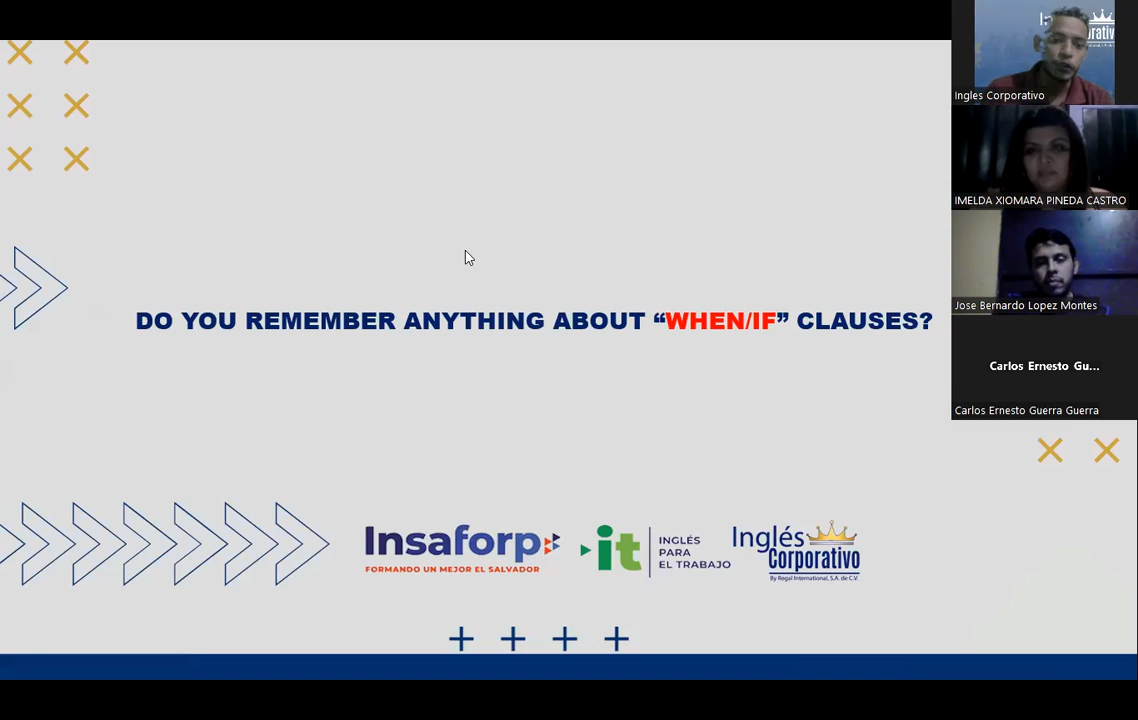 Ingles Corporativo
IMELDA XIOMARA PINEDA CASTRO
Jose Bernardo Lopez Montes
Carlos Ernesto Gu...
Carlos Ernesto Guerra Guerra
DO YOU REMEMBER ANYTHING ABOUT “WHEN/IF” CLAUSES?
Insaforp
FORMANDO UN MEJOR EL SALVADOR
it
INGLÉS
PARA
EL TRABAJO
Inglés
Corporativo
By Regal International, S.A. de C.V.